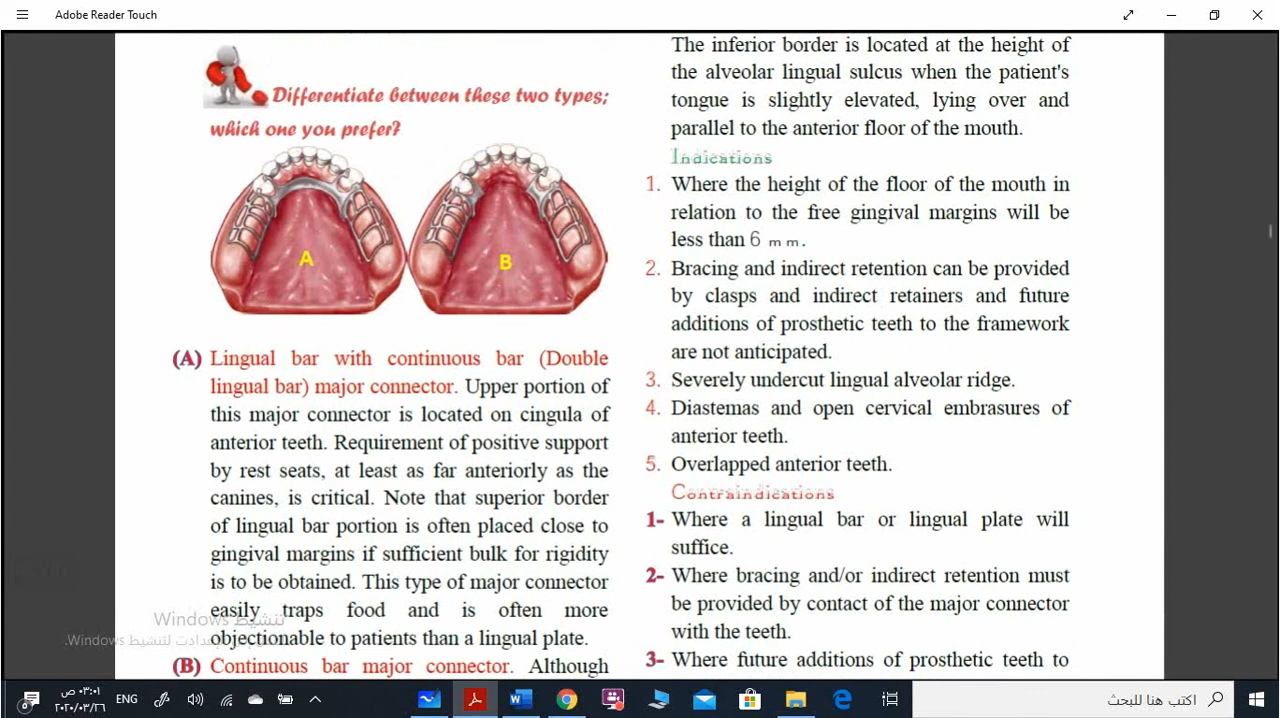 Adobe Reader Touch
Differentiate between these two types;
which one you prefer?
A
B
(A) Lingual bar with continuous bar (Double
lingual bar) major connector. Upper portion of
this major connector is located on cingula of
anterior teeth. Requirement of positive support
by rest seats, at least as far anteriorly as the
canines, is critical. Note that superior border
of lingual bar portion is often placed close to
gingival margins if sufficient bulk for rigidity
is to be obtained. This type of major connector
easily traps food and is often more
objectionable to patients than a lingual plate.
(B) Continuous bar major connector. Although
The inferior border is located at the height of
the alveolar lingual sulcus when the patient's
tongue is slightly elevated, lying over and
parallel to the anterior floor of the mouth.
Indications
1. Where the height of the floor of the mouth in
relation to the free gingival margins will be
less than 6 mm.
2. Bracing and indirect retention can be provided
by clasps and indirect retainers and future
additions of prosthetic teeth to the framework
are not anticipated.
3. Severely undercut lingual alveolar ridge.
4. Diastemas and open cervical embrasures of
anterior teeth.
5. Overlapped anterior teeth.
Contraindications
1- Where a lingual bar or lingual plate will
suffice.
2- Where bracing and/or indirect retention must
be provided by contact of the major connector
with the teeth.
3- Where future additions of prosthetic teeth to
تنشيط Windows
لتنشيط Windows.
٠٣:٠١ ص
٢٠٢٠/٠٣/٢٦
ENG
اكتب هنا للبحث